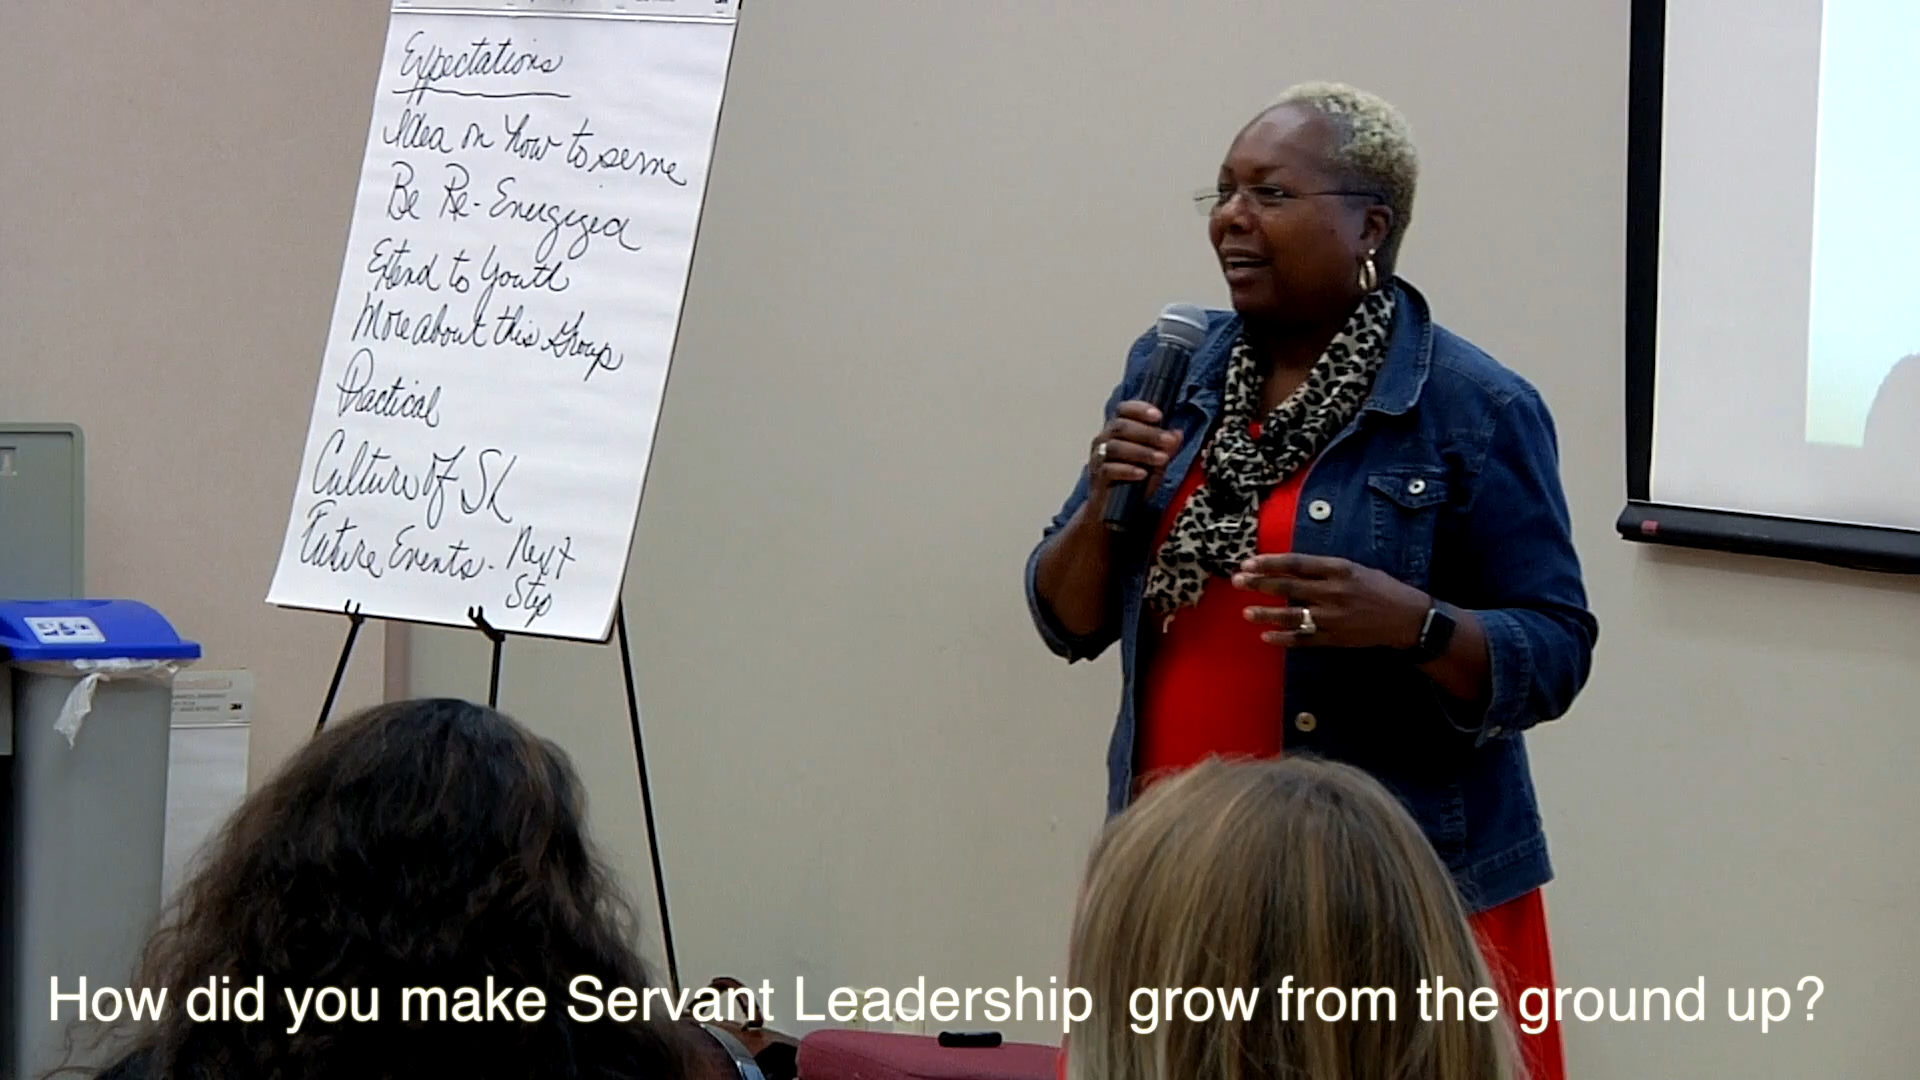 Expectations
Idea on how to serve
Be Re-Energized
Extend to Youth
More about this Group
Practical
Culture of SL
Future Events - Next
Step
How did you make Servant Leadership grow from the ground up?